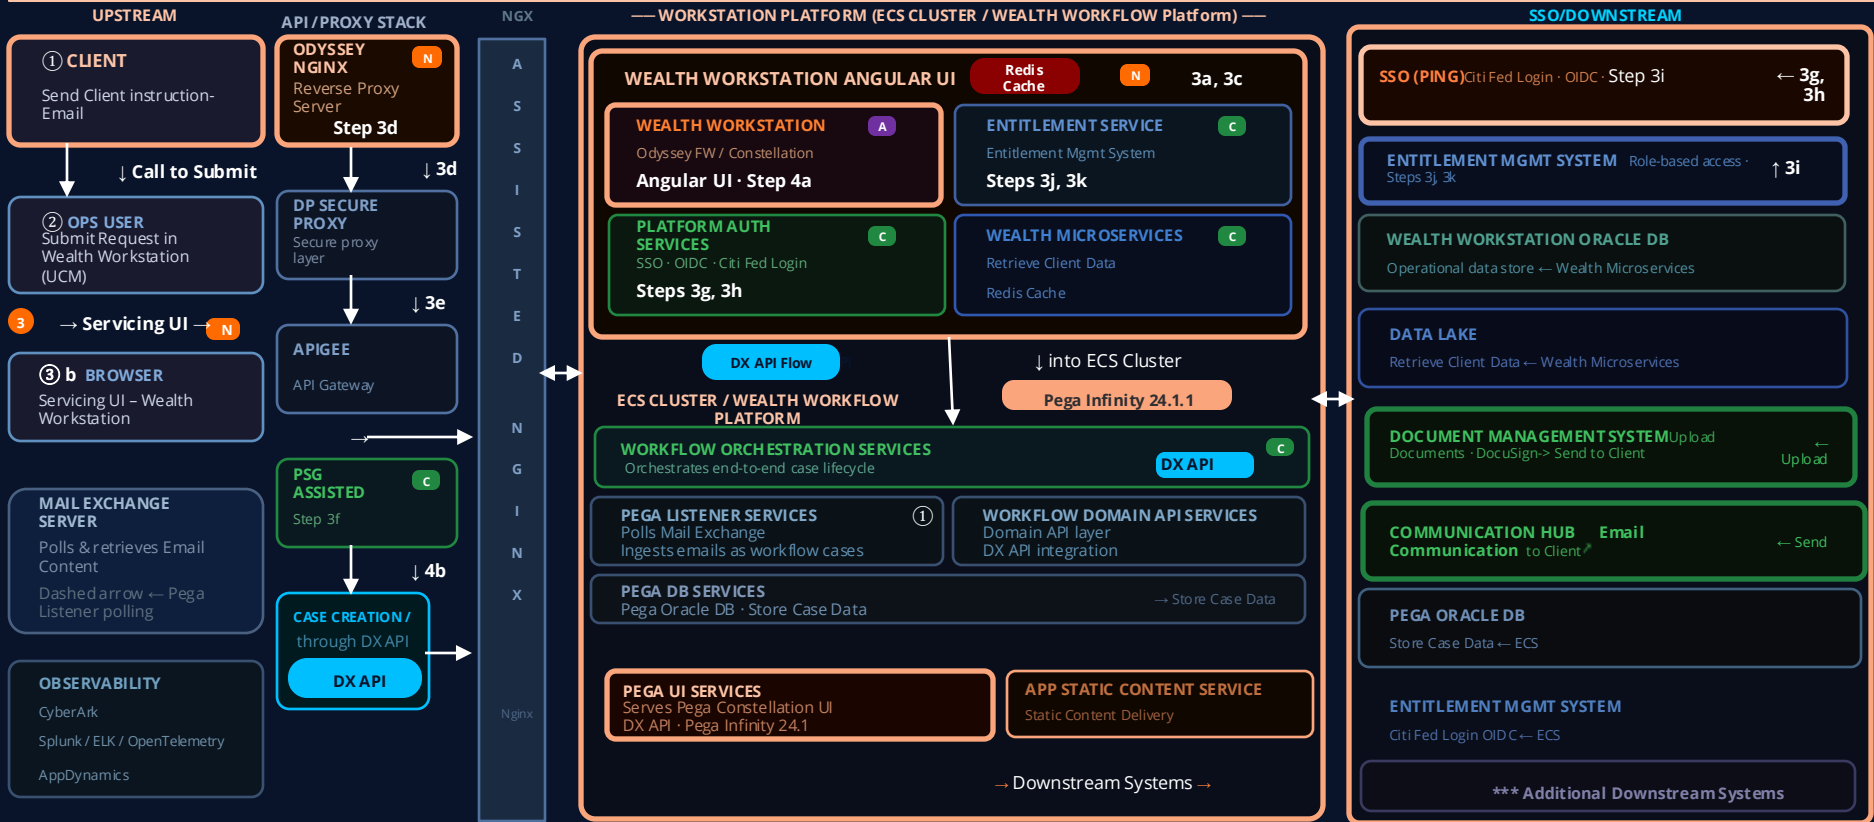 UPSTREAM
① CLIENT
Send Client instruction-
Email
↓ Call to Submit
② OPS USER
Submit Request in
Wealth Workstation
(UCM)
3
→ Servicing UI →
N
③ b BROWSER
Servicing UI – Wealth
Workstation
MAIL EXCHANGE
SERVER
Polls & retrieves Email
Content
Dashed arrow ← Pega
Listener polling
OBSERVABILITY
CyberArk
Splunk / ELK / OpenTelemetry
AppDynamics
API / PROXY STACK
ODYSSEY
NGINX
N
Reverse Proxy
Server
Step 3d
↓ 3d
DP SECURE
PROXY
Secure proxy
layer
↓ 3e
APIGEE
API Gateway
→
PSG
ASSISTED
C
Step 3f
↓ 4b
CASE CREATION /
through DX API
DX API
NGX
A
S
S
I
S
T
E
D
N
G
I
N
X
Nginx
── WORKSTATION PLATFORM (ECS CLUSTER / WEALTH WORKFLOW Platform) ──
WEALTH WORKSTATION ANGULAR UI
Redis
Cache
N
3a, 3c
WEALTH WORKSTATION
A
Odyssey FW / Constellation
Angular UI · Step 4a
ENTITLEMENT SERVICE
C
Entitlement Mgmt System
Steps 3j, 3k
PLATFORM AUTH
SERVICES
C
SSO · OIDC · Citi Fed Login
Steps 3g, 3h
WEALTH MICROSERVICES
C
Retrieve Client Data
Redis Cache
DX API Flow
↓ into ECS Cluster
ECS CLUSTER / WEALTH WORKFLOW
PLATFORM
Pega Infinity 24.1.1
WORKFLOW ORCHESTRATION SERVICES
C
Orchestrates end-to-end case lifecycle
DX API
PEGA LISTENER SERVICES
①
Polls Mail Exchange
Ingests emails as workflow cases
WORKFLOW DOMAIN API SERVICES
Domain API layer
DX API integration
PEGA DB SERVICES
Pega Oracle DB · Store Case Data
→ Store Case Data
PEGA UI SERVICES
Serves Pega Constellation UI
DX API · Pega Infinity 24.1
APP STATIC CONTENT SERVICE
Static Content Delivery
→ Downstream Systems →
SSO/DOWNSTREAM
SSO (PING)Citi Fed Login · OIDC · Step 3i
← 3g,
3h
ENTITLEMENT MGMT SYSTEM Role-based access ·
Steps 3j, 3k
↑ 3i
WEALTH WORKSTATION ORACLE DB
Operational data store ← Wealth Microservices
DATA LAKE
Retrieve Client Data ← Wealth Microservices
DOCUMENT MANAGEMENT SYSTEMUpload
Documents · DocuSign-> Send to Client
←
Upload
COMMUNICATION HUB Email
Communication to Client↗
← Send
PEGA ORACLE DB
Store Case Data ← ECS
ENTITLEMENT MGMT SYSTEM
Citi Fed Login OIDC ← ECS
*** Additional Downstream Systems